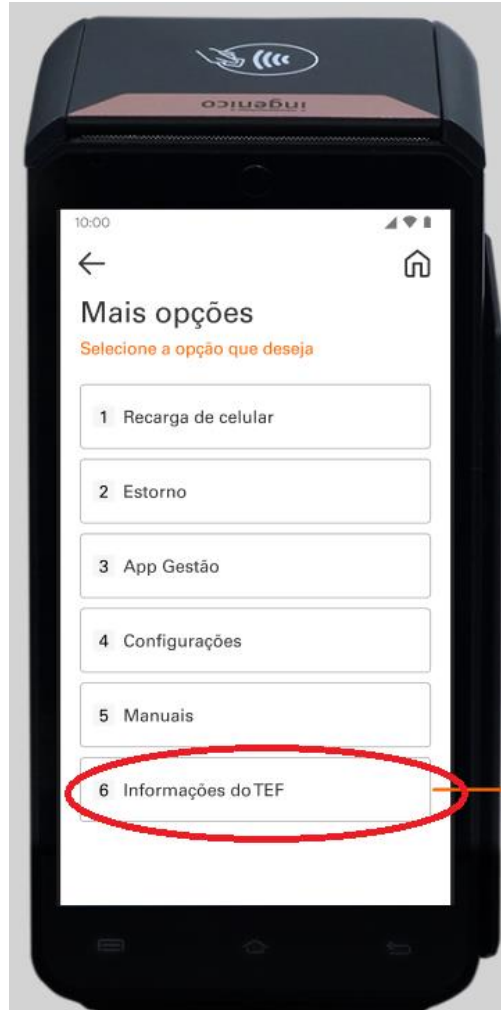 ingenico
10:00
Mais opções
Selecione a opção que deseja
1 Recarga de celular
2 Estorno
3 App Gestão
4 Configurações
5 Manuais
6 Informações do TEF